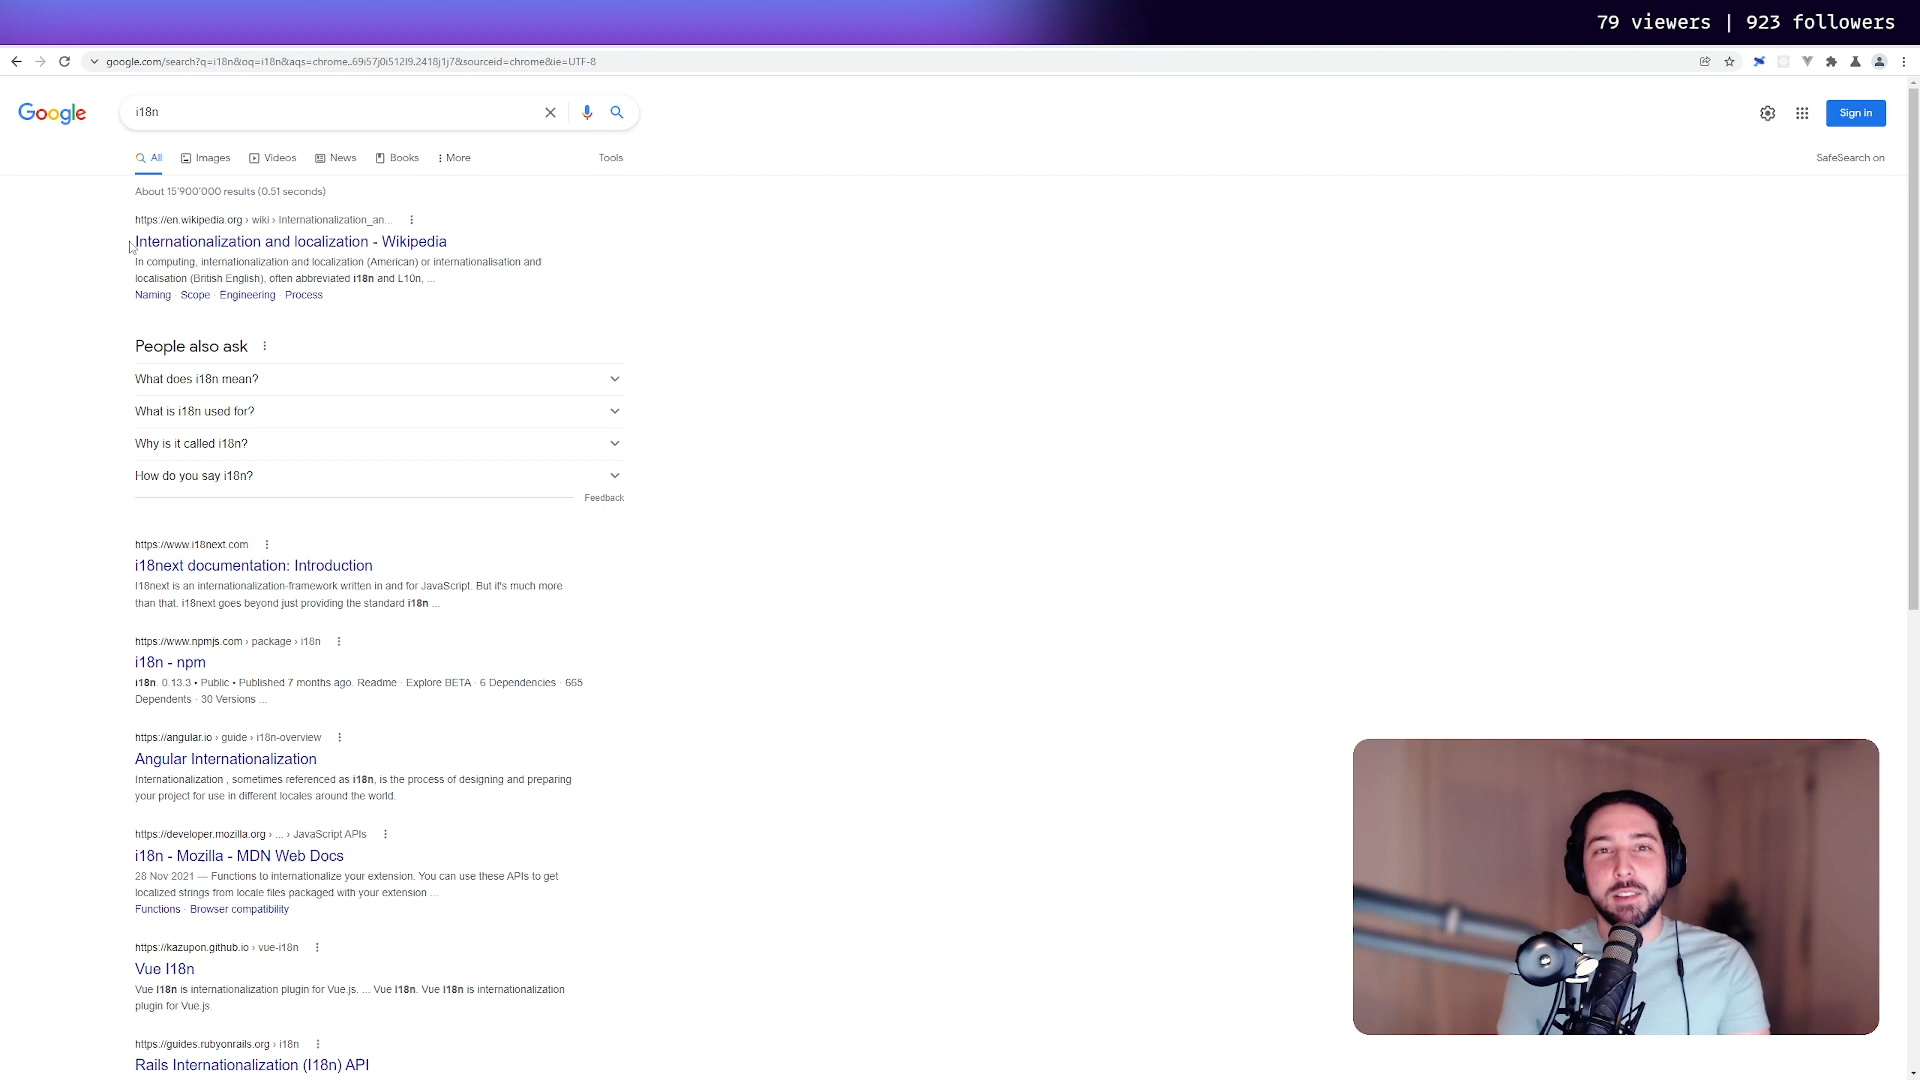 79 viewers | 923 followers
google.com/search?q=i18n&oq=i18n&aqs=chrome..69i57j0i512l9.2418j1j7&sourceid=chrome&ie=UTF-8
Google
i18n
Sign in
All Images Videos News Books More Tools SafeSearch on
About 15'900'000 results (0.51 seconds)
https://en.wikipedia.org › wiki › Internationalization_an...
Internationalization and localization - Wikipedia
In computing, internationalization and localization (American) or internationalisation and
localisation (British English), often abbreviated i18n and L10n, ...
Naming · Scope · Engineering · Process
People also ask
What does i18n mean?
What is i18n used for?
Why is it called i18n?
How do you say i18n?
Feedback
https://www.i18next.com
i18next documentation: Introduction
I18next is an internationalization-framework written in and for JavaScript. But it's much more
than that. i18next goes beyond just providing the standard i18n ...
https://www.npmjs.com › package › i18n
i18n - npm
i18n. 0.13.3 • Public • Published 7 months ago. Readme · Explore BETA · 6 Dependencies · 665
Dependents · 30 Versions ...
https://angular.io › guide › i18n-overview
Angular Internationalization
Internationalization , sometimes referenced as i18n, is the process of designing and preparing
your project for use in different locales around the world.
https://developer.mozilla.org › ... › JavaScript APIs
i18n - Mozilla - MDN Web Docs
28 Nov 2021 — Functions to internationalize your extension. You can use these APIs to get
localized strings from locale files packaged with your extension ...
Functions · Browser compatibility
https://kazupon.github.io › vue-i18n
Vue I18n
Vue I18n is internationalization plugin for Vue.js. ... Vue I18n. Vue I18n is internationalization
plugin for Vue.js.
https://guides.rubyonrails.org › i18n
Rails Internationalization (I18n) API